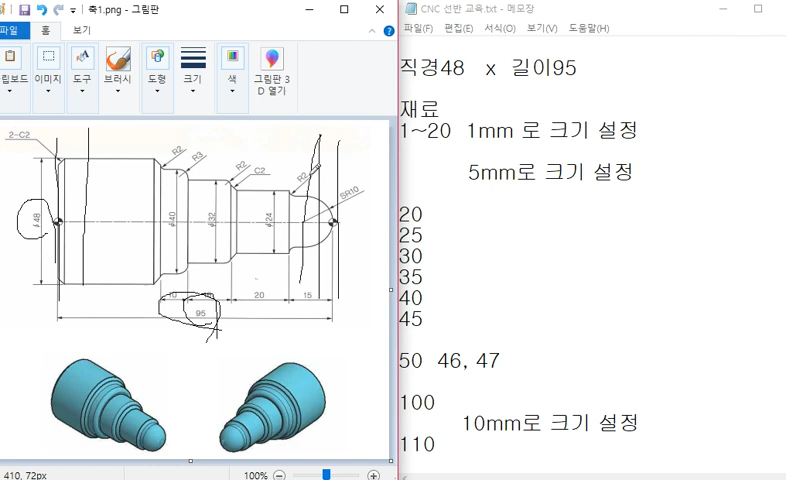 축1.png - 그림판
CNC 선반 교육.txt - 메모장
파일
홈
보기
파일(F) 편집(E) 서식(O) 보기(V) 도움말(H)
이미지
도구
브러시
도형
크기
색
그림판 3
D 열기
2-C2
R2
R3
R2
C2
R2
SR10
ϕ48
ϕ40
ϕ32
ϕ24
10
20
15
95
410, 72px
100%
직경48 x 길이95
재료
1~20 1mm 로 크기 설정
5mm로 크기 설정
20
25
30
35
40
45
50 46, 47
100
10mm로 크기 설정
110